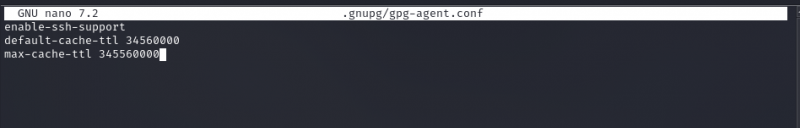 GNU nano 7.2 .gnupg/gpg-agent.conf
enable-ssh-support
default-cache-ttl 34560000
max-cache-ttl 345560000